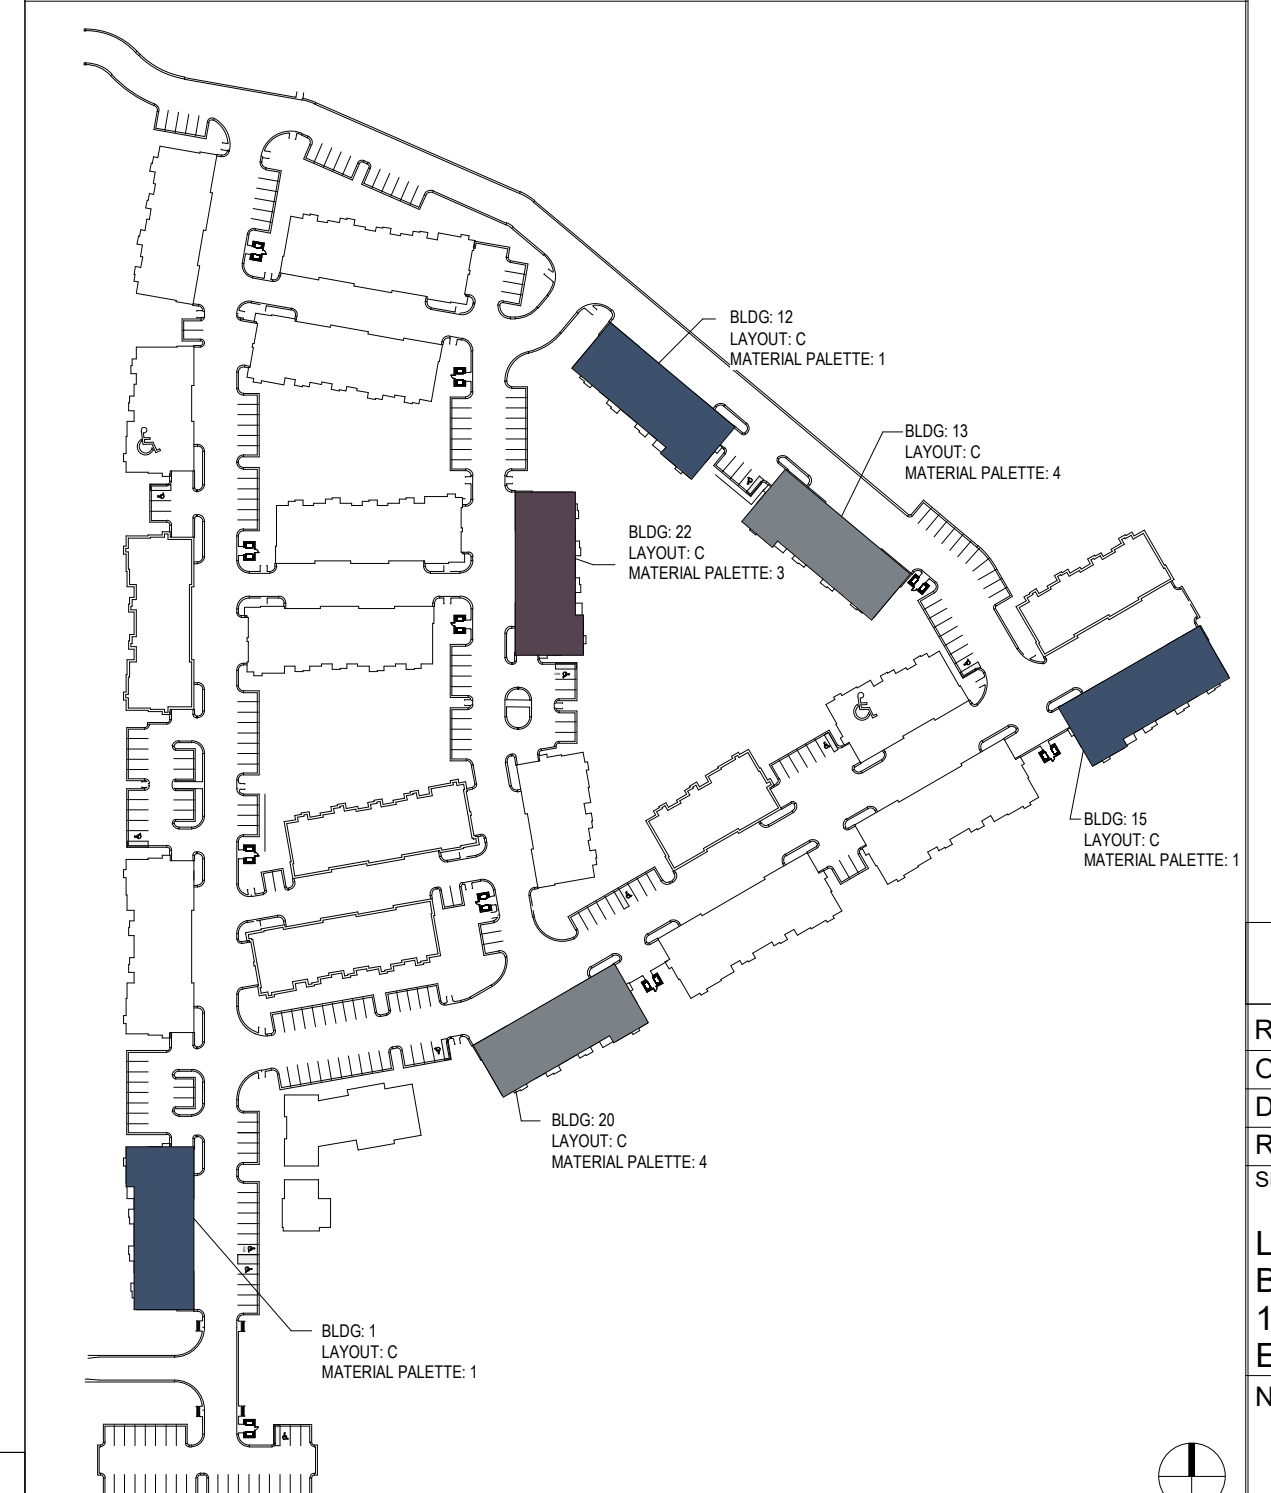 BLDG: 12
LAYOUT: C
MATERIAL PALETTE: 1
BLDG: 13
LAYOUT: C
MATERIAL PALETTE: 4
BLDG: 22
LAYOUT: C
MATERIAL PALETTE: 3
BLDG: 15
LAYOUT: C
MATERIAL PALETTE: 1
BLDG: 20
LAYOUT: C
MATERIAL PALETTE: 4
BLDG: 1
LAYOUT: C
MATERIAL PALETTE: 1
R
D
R
L
1
E
N